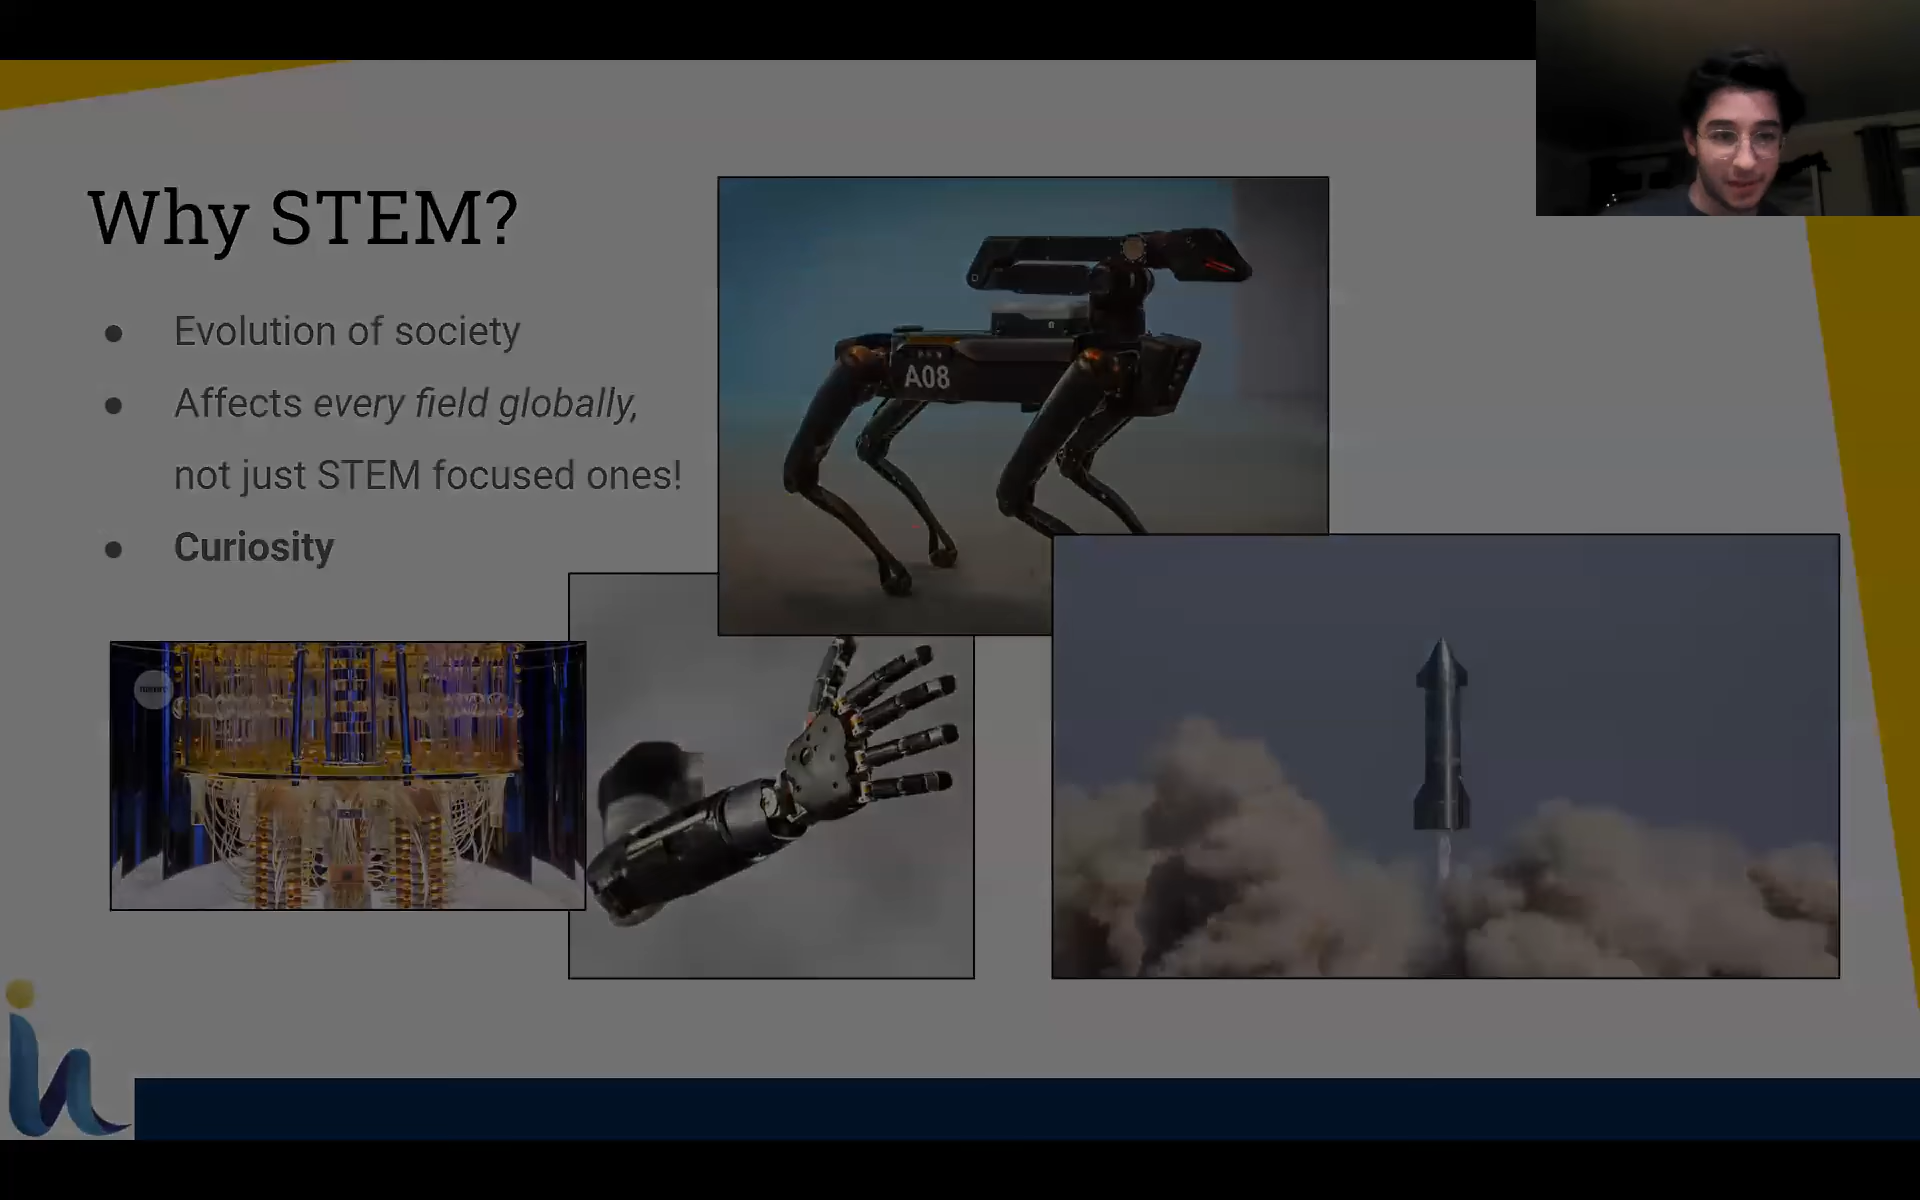 Why STEM?
● Evolution of society
● Affects every field globally,
not just STEM focused ones!
● Curiosity
A08